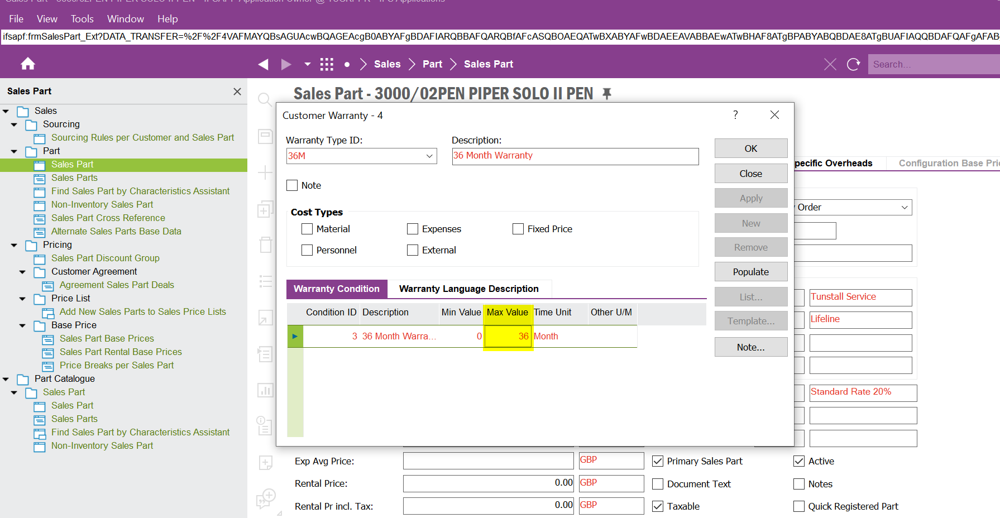 File View Tools Window Help
ifsapf:frmSalesPart_Ext?DATA_TRANSFER=%2F%2F4VAFMAYQBsAGUAcwBQAGEAcgB0ABYAFgBDAFIARQBBAFQARQBfAFcASQBOAEQATwBXABYAFwBDAEEAVABBAEwATwBHAF8ATgBPABYABQBDAE8ATgBUAFIAQQBDAFQAFgAFAB
Sales Part Sales Part
Search...
Sales Part
Sales Part - 3000/02PEN PIPER SOLO II PEN
Sales
Sourcing
Sourcing Rules per Customer and Sales Part
Part
Sales Part
Sales Parts
Find Sales Part by Characteristics Assistant
Non-Inventory Sales Part
Sales Part Cross Reference
Alternate Sales Parts Base Data
Pricing
Sales Part Discount Group
Customer Agreement
Agreement Sales Part Deals
Price List
Add New Sales Parts to Sales Price Lists
Base Price
Sales Part Base Prices
Sales Part Rental Base Prices
Price Breaks per Sales Part
Part Catalogue
Sales Part
Sales Part
Sales Parts
Find Sales Part by Characteristics Assistant
Non-Inventory Sales Part
Customer Warranty - 4
?
Warranty Type ID: Description:
36M 36 Month Warranty
Note
Cost Types
Material Expenses Fixed Price
Personnel External
Warranty Condition Warranty Language Description
Condition ID Description Min Value Max Value Time Unit Other U/M
3 36 Month Warra... 0 36 Month
OK
Close
Apply
New
Remove
Populate
List...
Template...
Note...
pecific Overheads Configuration Base Pri
Order
Tunstall Service
Lifeline
Standard Rate 20%
Exp Avg Price: GBP Primary Sales Part Active
Rental Price: 0.00 GBP Document Text Notes
Rental Pr incl. Tax: 0.00 GBP Taxable Quick Registered Part